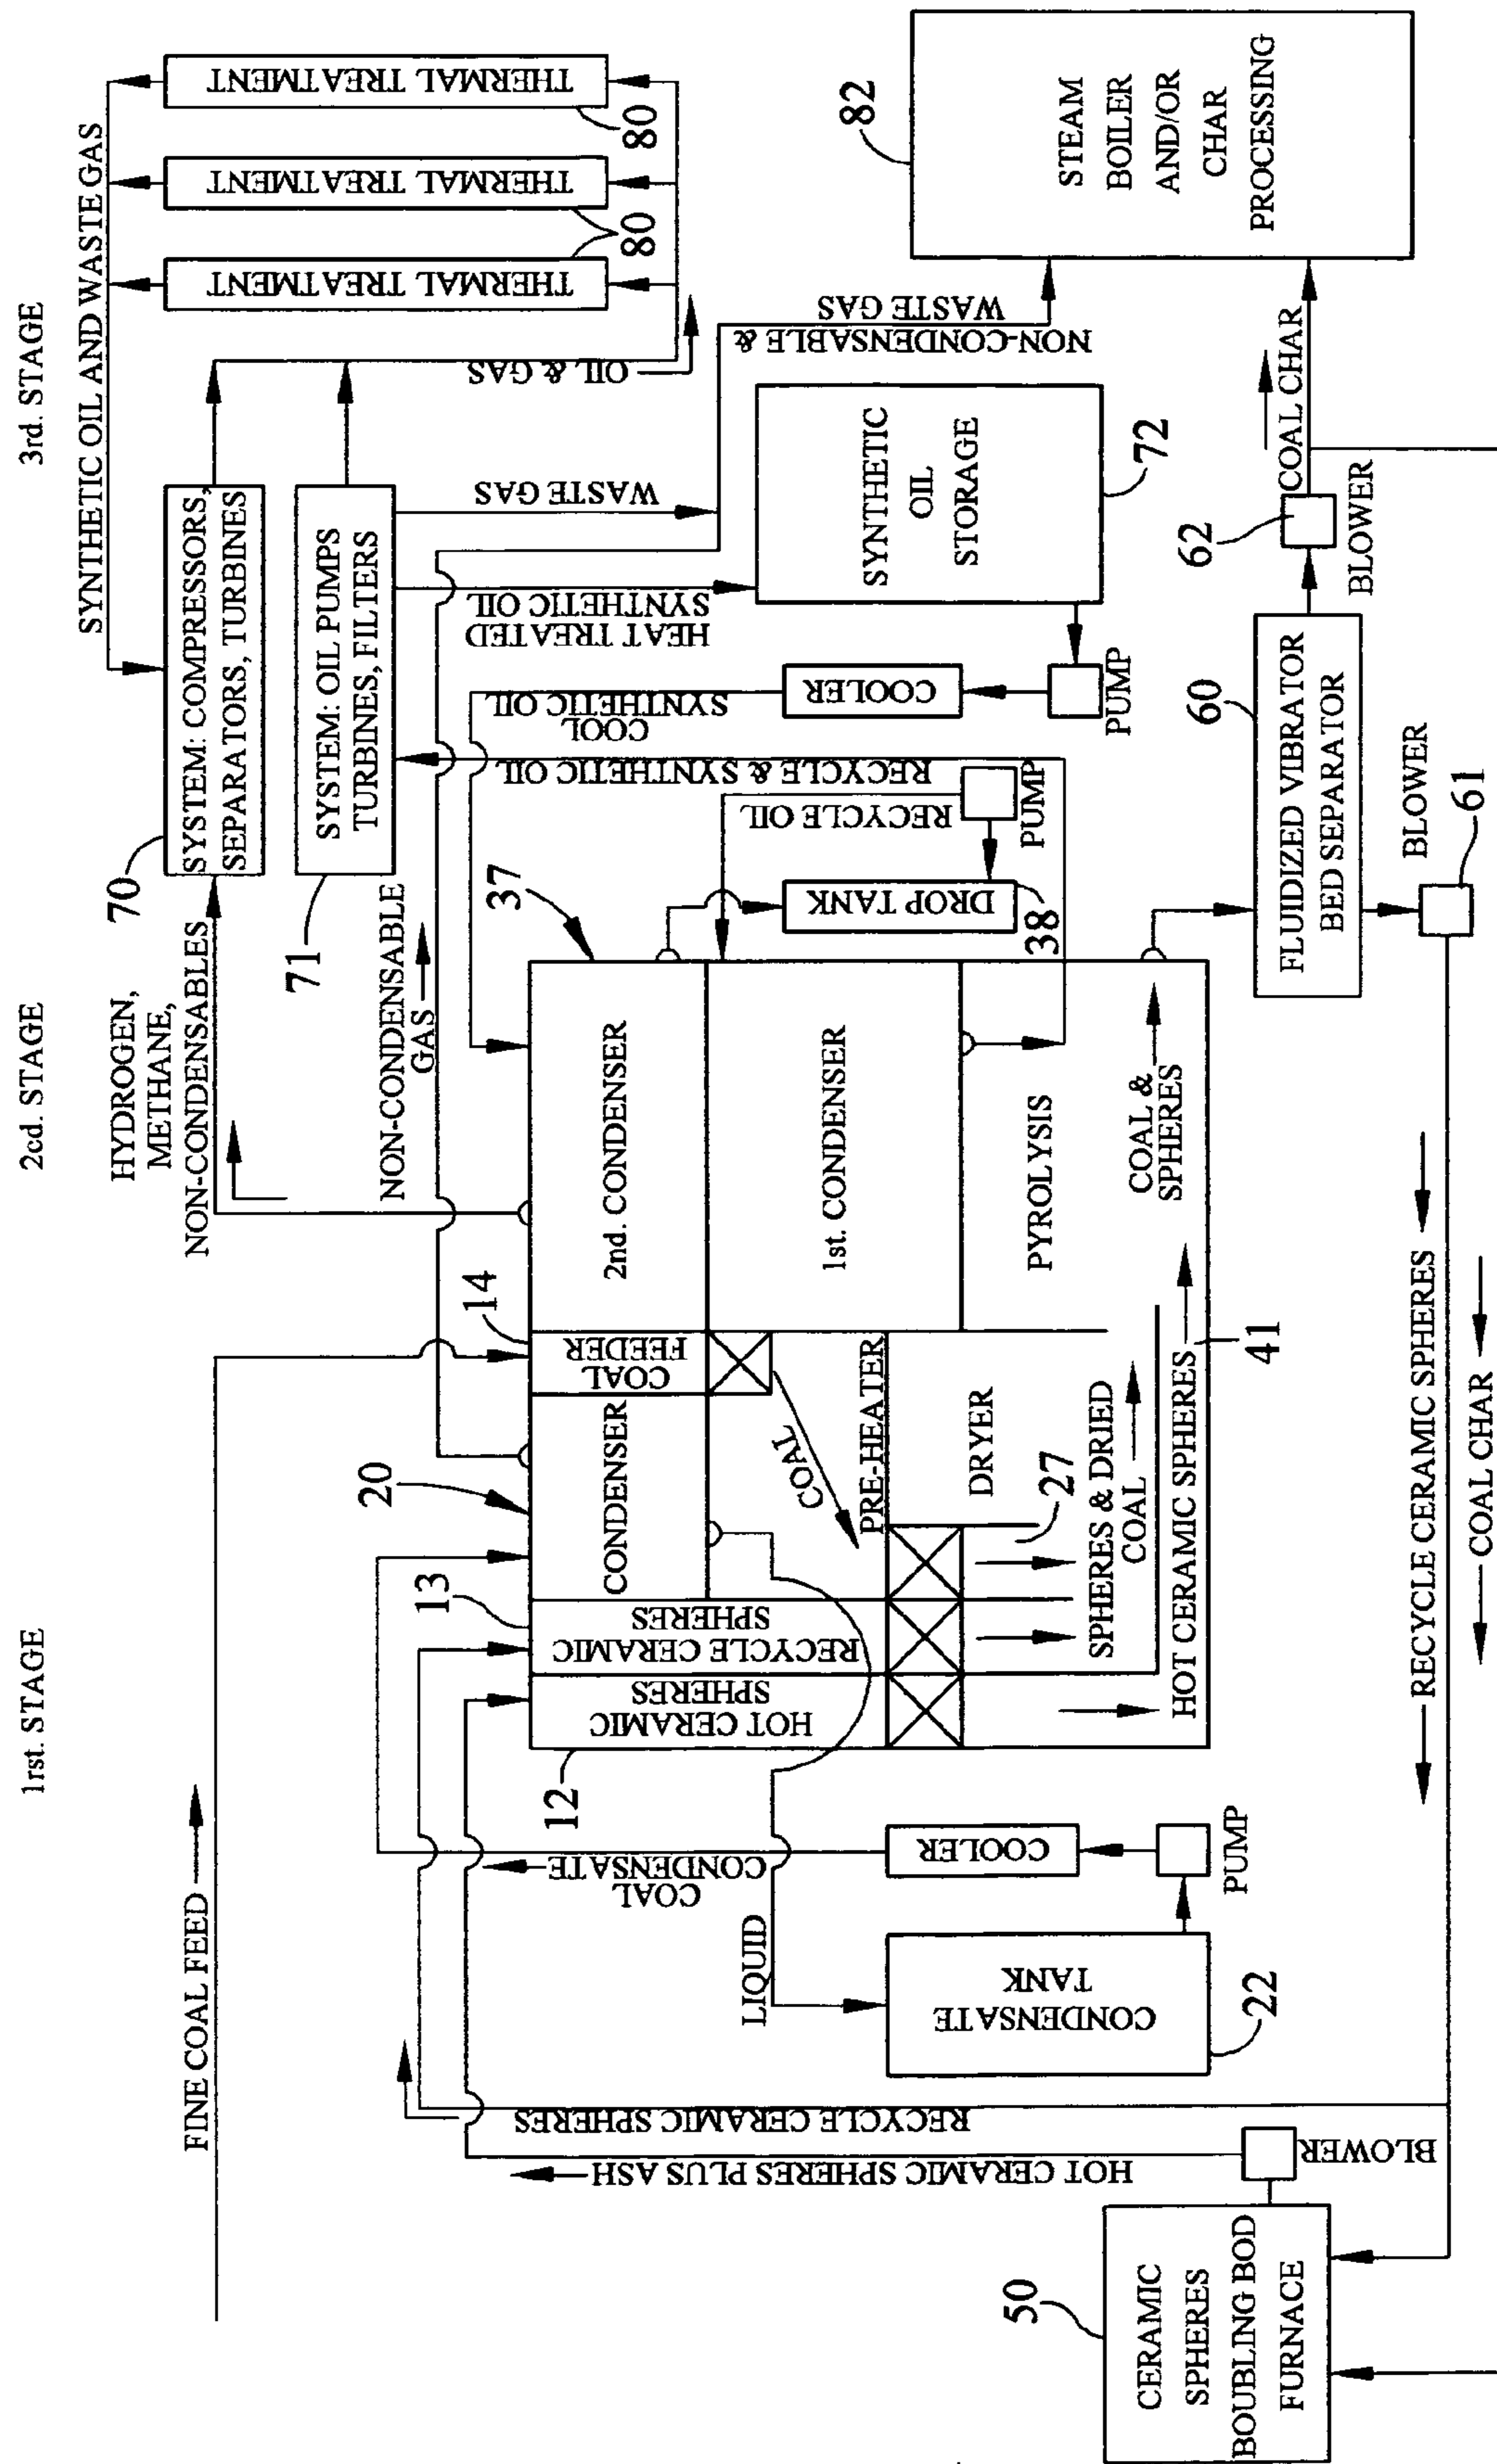 1rst. STAGE
2cd. STAGE
3rd. STAGE
FINE COAL FEED
HYDROGEN,
METHANE,
NON-CONDENSABLES
SYNTHETIC OIL AND WASTE GAS
70
SYSTEM: COMPRESSORS,
SEPARATORS, TURBINES
71
SYSTEM: OIL PUMPS
TURBINES, FILTERS
NON-CONDENSABLE
GAS
THERMAL TREATMENT
THERMAL TREATMENT
THERMAL TREATMENT
80
80
OIL & GAS
WASTE GAS
NON-CONDENSABLE &
WASTE GAS
HEAT TREATED
SYNTHETIC OIL
SYNTHETIC
OIL
STORAGE
72
PUMP
COOLER
COOL
SYNTHETIC OIL
RECYCLE & SYNTHETIC OIL
RECYCLE OIL
PUMP
DROP TANK
38
37
82
STEAM
BOILER
AND/OR
CHAR
PROCESSING
12
HOT CERAMIC
SPHERES
13
RECYCLE CERAMIC
SPHERES
20
CONDENSER
14
COAL
FEEDER
2nd. CONDENSER
1st. CONDENSER
COAL
PRE-HEATER
DRYER
27
SPHERES & DRIED
COAL
HOT CERAMIC SPHERES
41
PYROLYSIS
COAL &
SPHERES
COAL
CONDENSATE
COOLER
PUMP
LIQUID
CONDENSATE
TANK
22
RECYCLE CERAMIC SPHERES
HOT CERAMIC SPHERES PLUS ASH
BLOWER
50
CERAMIC
SPHERES
BOUBLING BOD
FURNACE
60
FLUIDIZED VIBRATOR
BED SEPARATOR
BLOWER
61
62
BLOWER
COAL CHAR
RECYCLE CERAMIC SPHERES
COAL CHAR